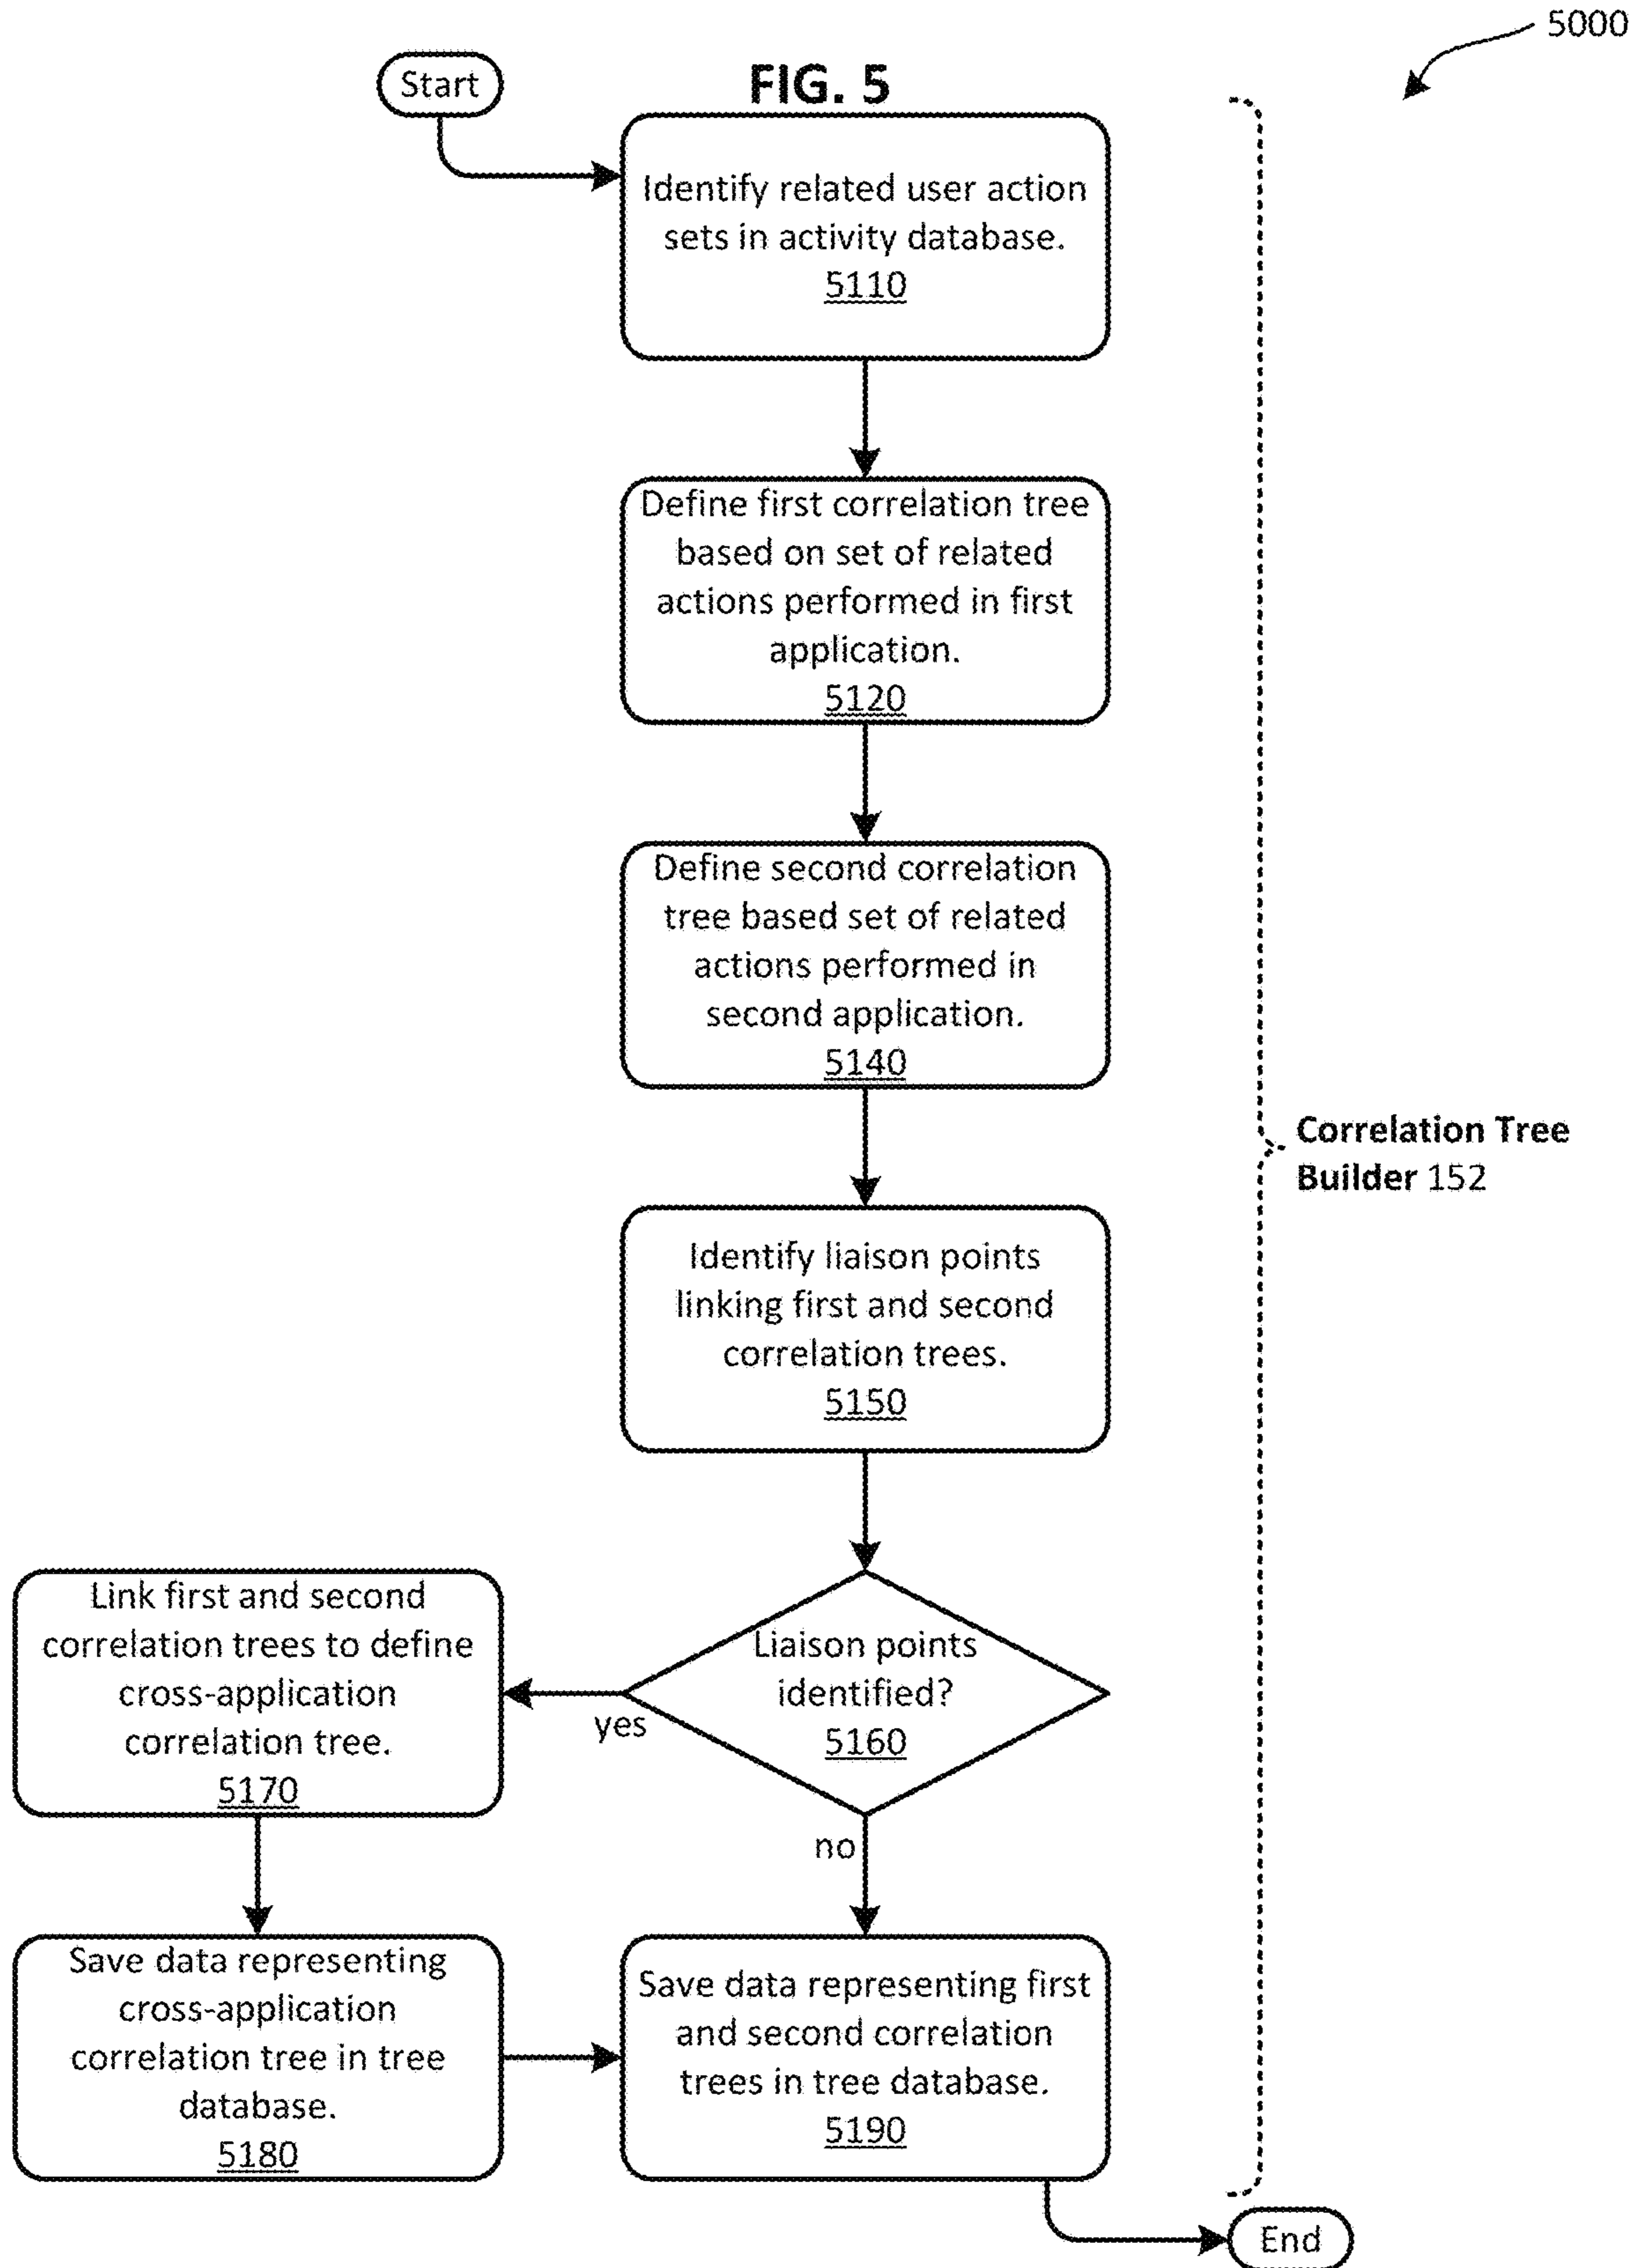 5000
Start
FIG. 5
Identify related user action
sets in activity database.
5110
Define first correlation tree
based on set of related
actions performed in first
application.
5120
Define second correlation
tree based set of related
actions performed in
second application.
5140
Correlation Tree
Builder 152
Identify liaison points
linking first and second
correlation trees.
5150
Liaison points
identified?
5160
yes
no
Link first and second
correlation trees to define
cross-application
correlation tree.
5170
Save data representing
cross-application
correlation tree in tree
database.
5180
Save data representing first
and second correlation
trees in tree database.
5190
End